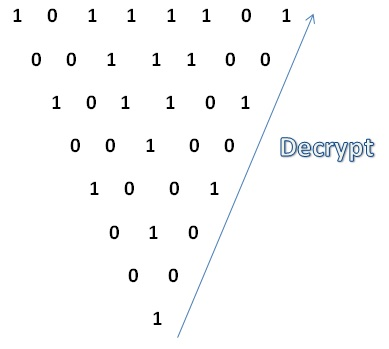 1 0 1 1 1 1 0 1
0 0 1 1 1 0 0
1 0 1 1 0 1
0 0 1 0 0
Decrypt
1 0 0 1
0 1 0
0 0
1